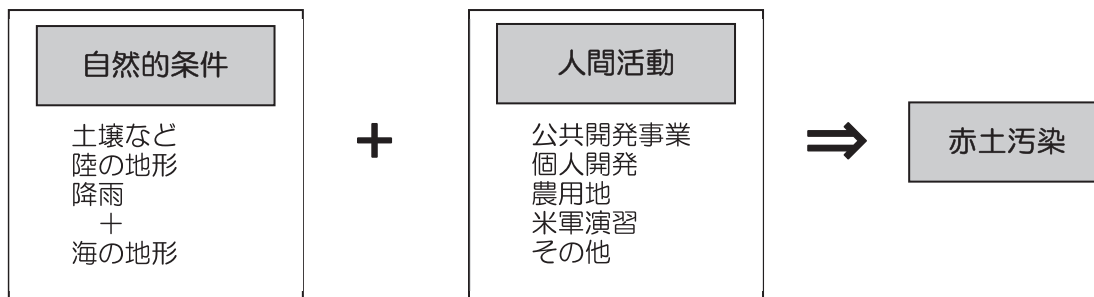 自然的条件
土壌など
陸の地形
降雨
＋
海の地形
＋
人間活動
公共開発事業
個人開発
農用地
米軍演習
その他
⇒
赤土汚染